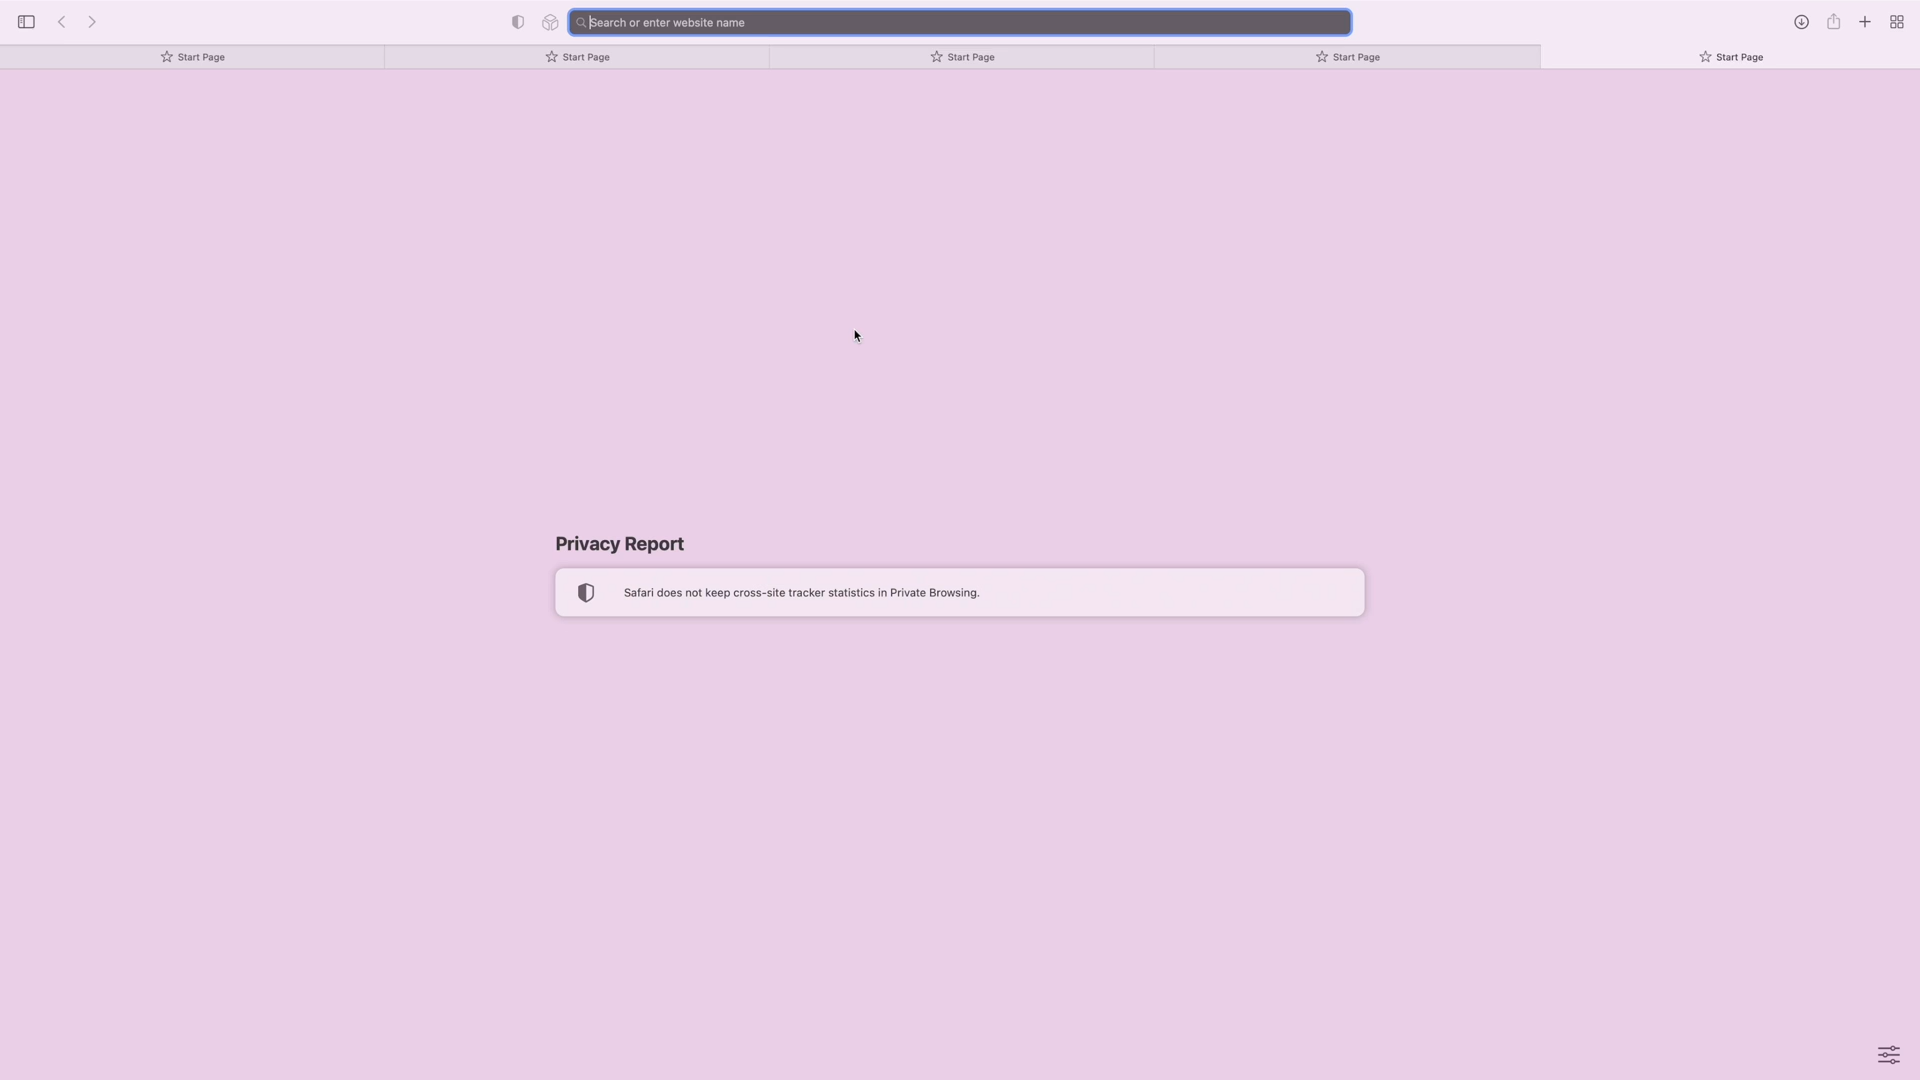 Search or enter website name
Start Page
Start Page
Start Page
Start Page
Start Page
Privacy Report
Safari does not keep cross-site tracker statistics in Private Browsing.